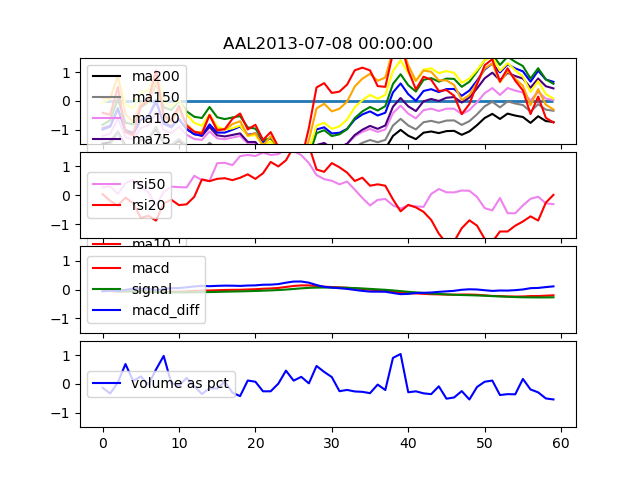 AAL2013-07-08 00:00:00
1
0
−1
ma200
ma150
ma100
ma75
1
0
−1
rsi50
rsi20
ma10
1
0
−1
macd
signal
macd_diff
1
0
−1
volume as pct
0 10 20 30 40 50 60